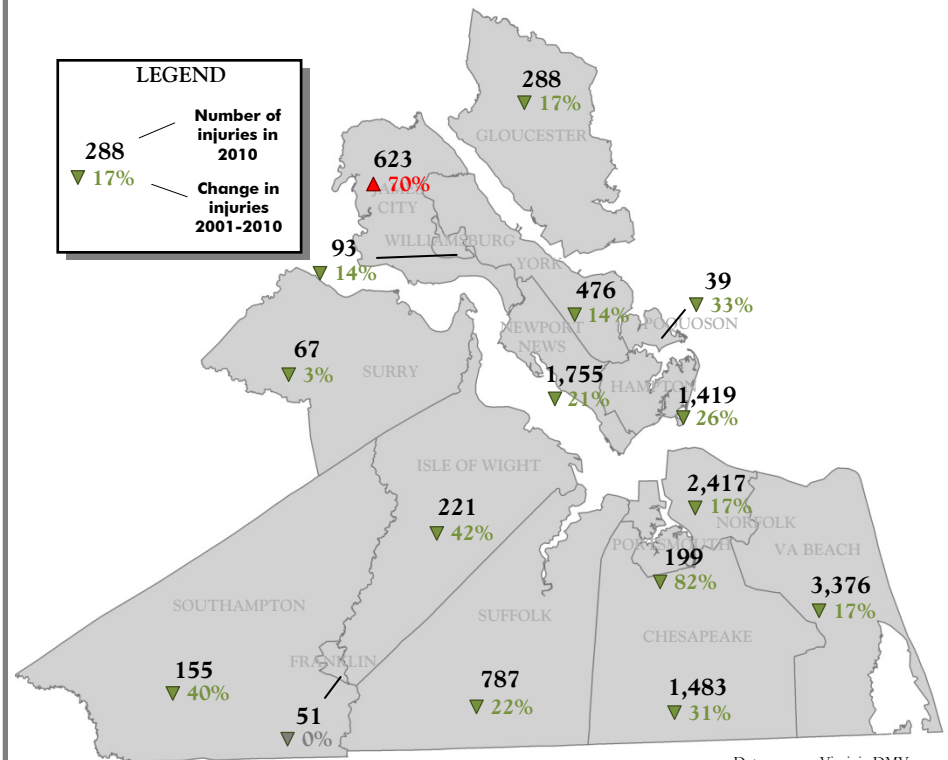 LEGEND
Number of
injuries in
2010
288
17%
Change in
injuries
2001-2010
288
17%
GLOUCESTER
623
70%
JAMES
CITY
WILLIAMSBURG
93
14%
YORK
476
14%
39
33%
POQUOSON
NEWPORT
NEWS
1,755
21%
HAMPTON
1,419
26%
67
3%
SURRY
ISLE OF WIGHT
221
42%
2,417
17%
NORFOLK
PORTSMOUTH
199
82%
VA BEACH
3,376
17%
SOUTHAMPTON
155
40%
FRANKLIN
51
0%
SUFFOLK
787
22%
CHESAPEAKE
1,483
31%